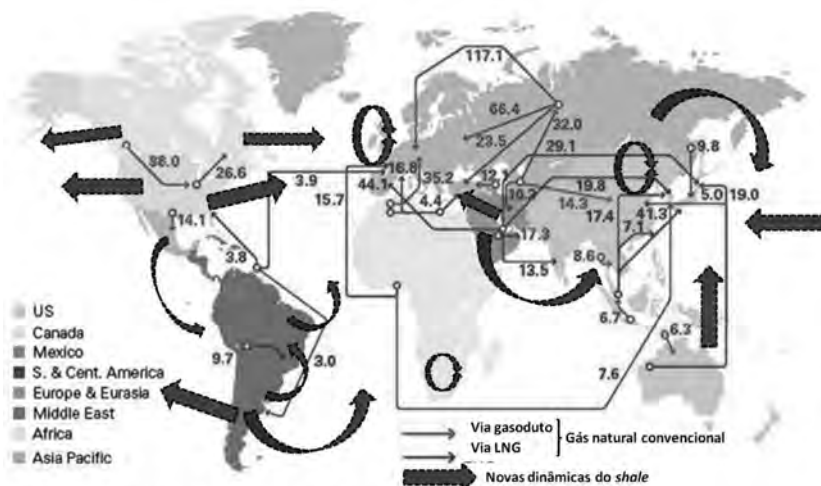 117.1
66.4
32.0
23.5
29.1
9.8
88.0
26.6
3.9
16.8
35.2
12.1
44.1
10.3
19.8
5.0
19.0
15.7
4.4
14.3
17.4
41.3
14.1
7.1
17.3
3.8
13.5
8.6
US
Canada
Mexico
S. & Cent. America
Europe & Eurasia
Middle East
Africa
Asia Pacific
6.7
6.3
9.7
3.0
7.6
Via gasoduto
Via LNG
Gás natural convencional
Novas dinâmicas do shale